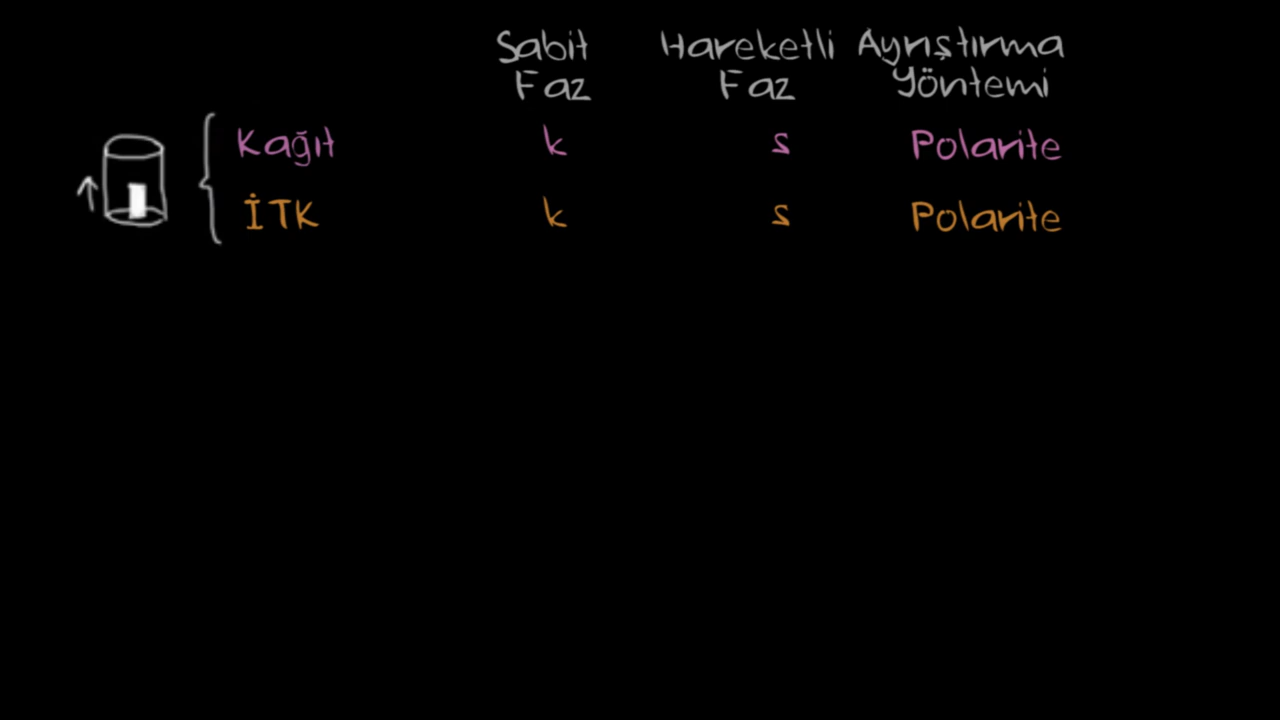 Sabit Hareketli Ayrıştırma
Faz Faz Yöntemi
Kağıt k s Polarite
İTK k s Polarite